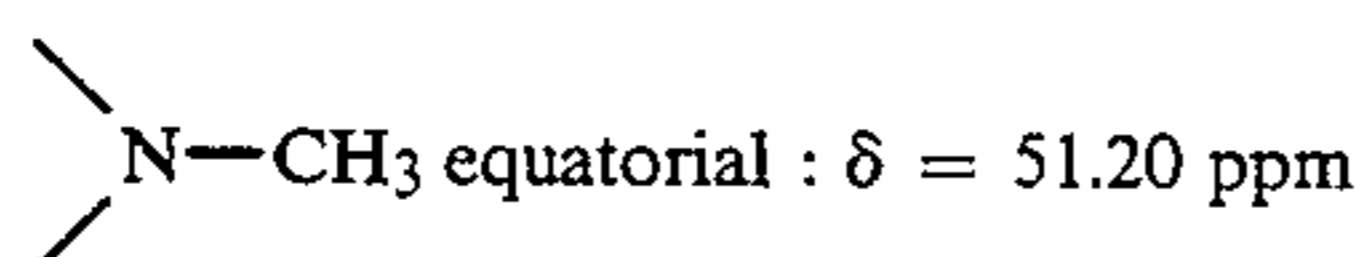 N—CH3 equatorial : δ = 51.20 ppm